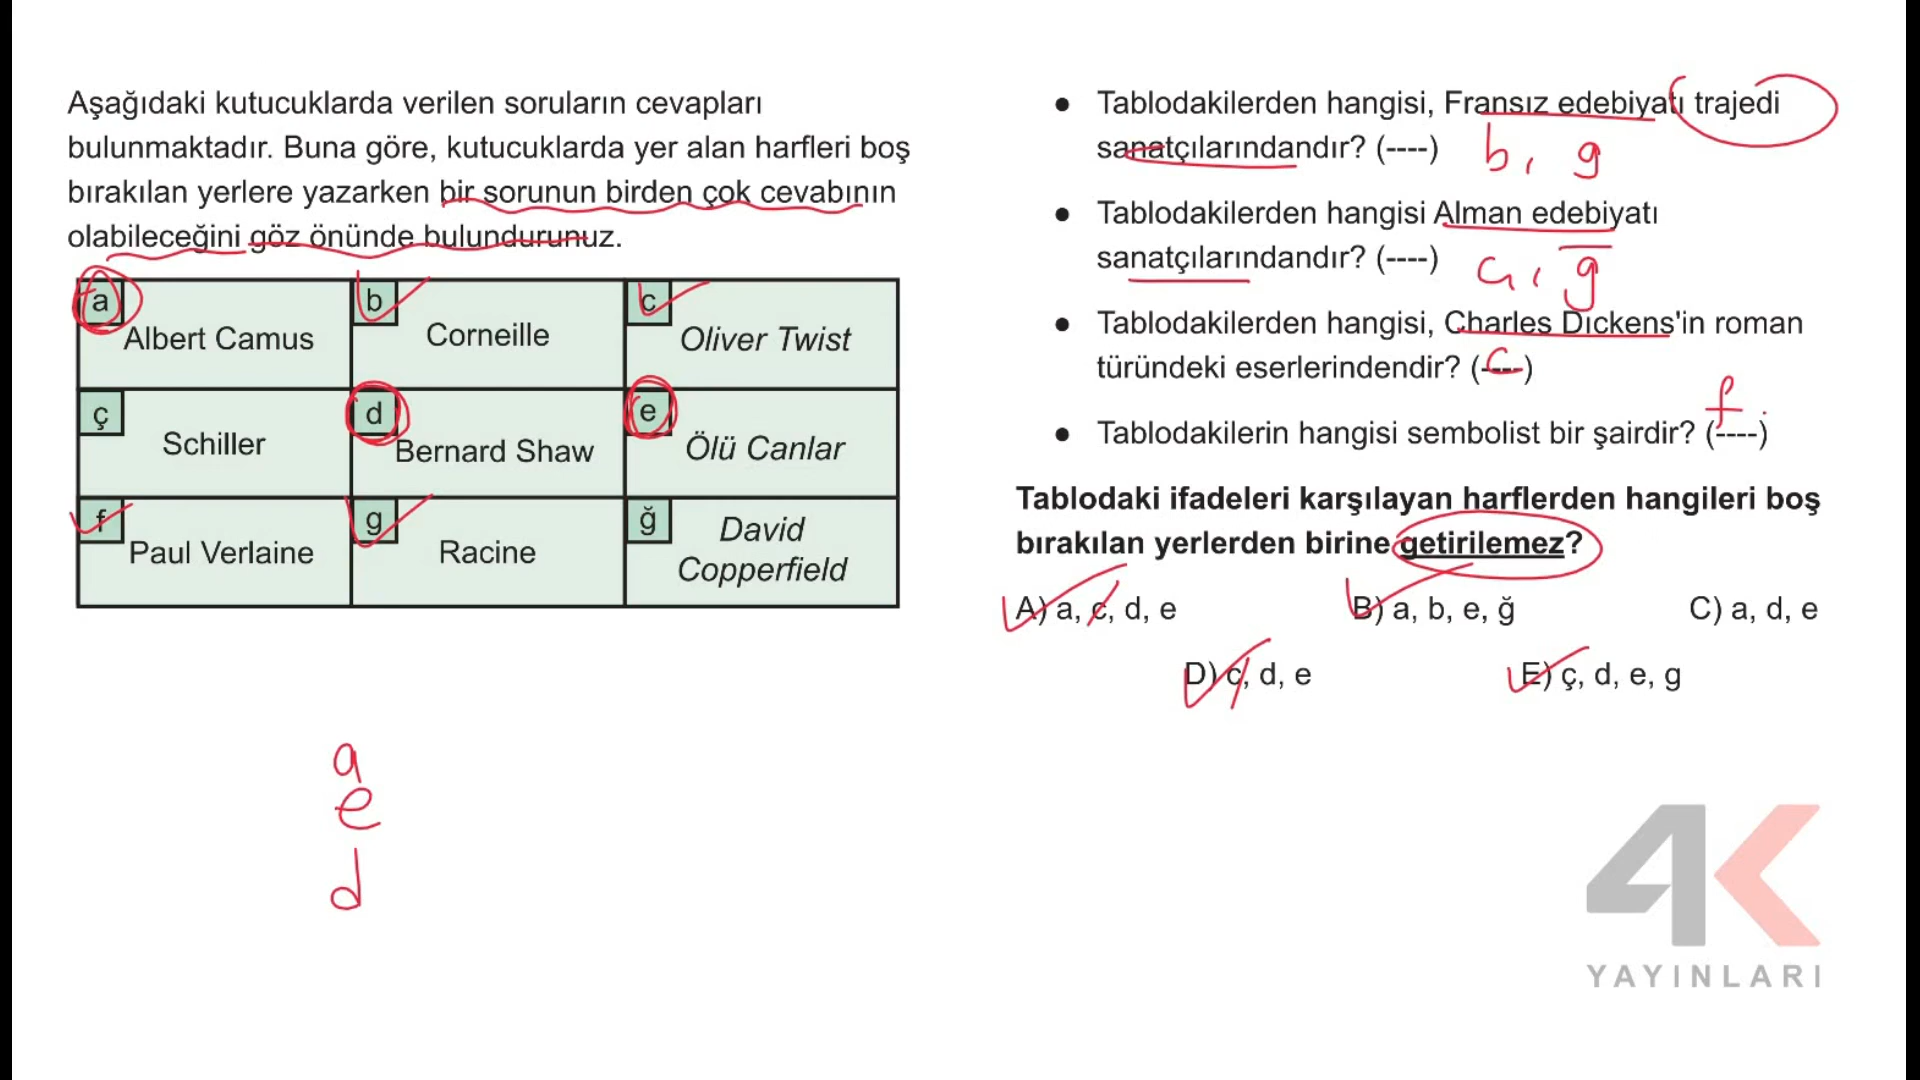 Aşağıdaki kutucuklarda verilen soruların cevapları
bulunmaktadır. Buna göre, kutucuklarda yer alan harfleri boş
bırakılan yerlere yazarken bir sorunun birden çok cevabının
olabileceğini göz önünde bulundurunuz.
a
Albert Camus
b
Corneille
c
Oliver Twist
ç
Schiller
d
Bernard Shaw
e
Ölü Canlar
f
Paul Verlaine
g
Racine
ğ
David
Copperfield
a
e
d
● Tablodakilerden hangisi, Fransız edebiyatı trajedi
sanatçılarındandır? (----) b, g
● Tablodakilerden hangisi Alman edebiyatı
sanatçılarındandır? (----) g
● Tablodakilerden hangisi, Charles Dickens'in roman
türündeki eserlerindendir? (----) c
f
● Tablodakilerin hangisi sembolist bir şairdir? (----)
Tablodaki ifadeleri karşılayan harflerden hangileri boş
bırakılan yerlerden birine getirilemez?
A) a, c, d, e B) a, b, e, ğ C) a, d, e
D) c, d, e E) ç, d, e, g
4K
YAYINLARI